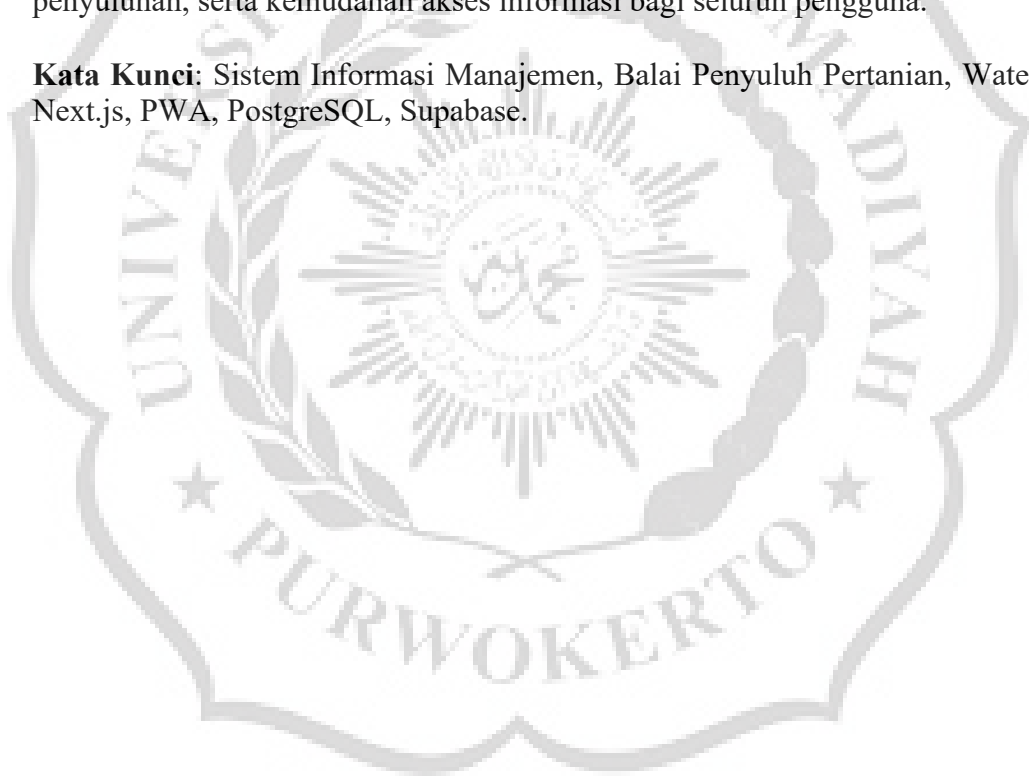 penyuluhan, serta kemudahan akses informasi bagi seluruh pengguna.
Kata Kunci: Sistem Informasi Manajemen, Balai Penyuluh Pertanian, Wate
Next.js, PWA, PostgreSQL, Supabase.
PURWOKERTO